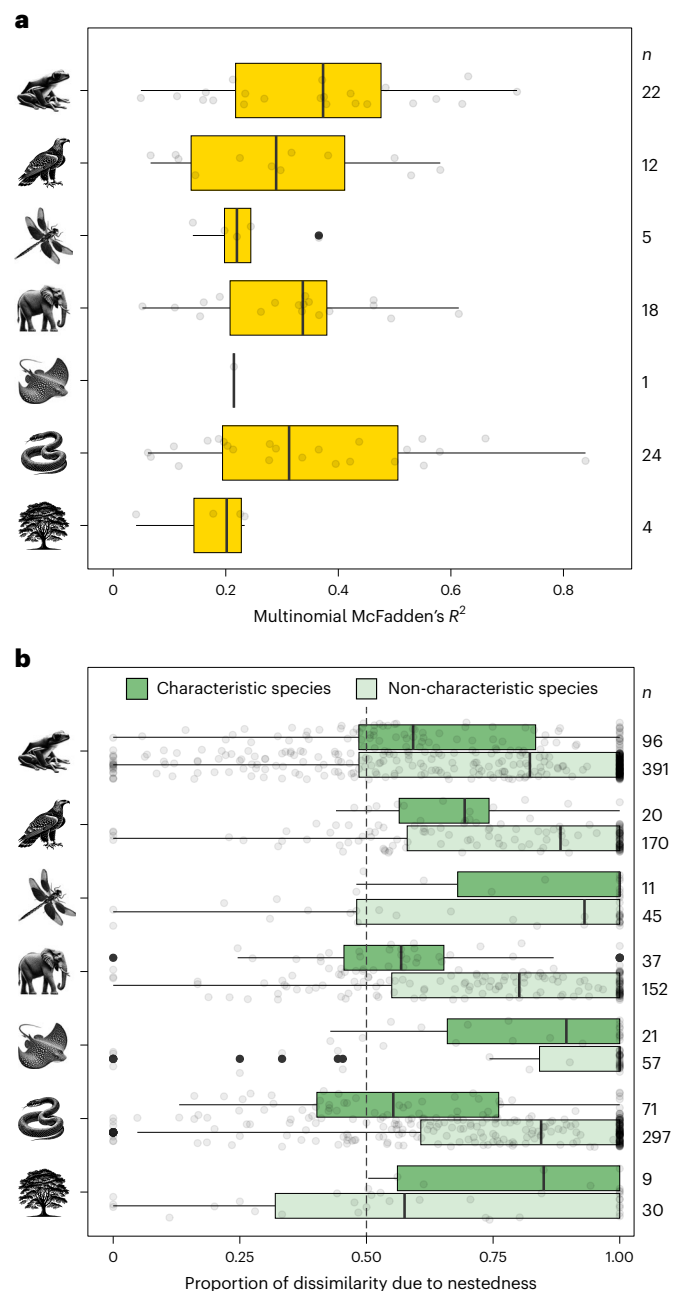 a
n
22
12
5
18
1
24
4
0 0.2 0.4 0.6 0.8
Multinomial McFadden's R²
b
Characteristic species Non-characteristic species n
96
391
20
170
11
45
37
152
21
57
71
297
9
30
0 0.25 0.50 0.75 1.00
Proportion of dissimilarity due to nestedness